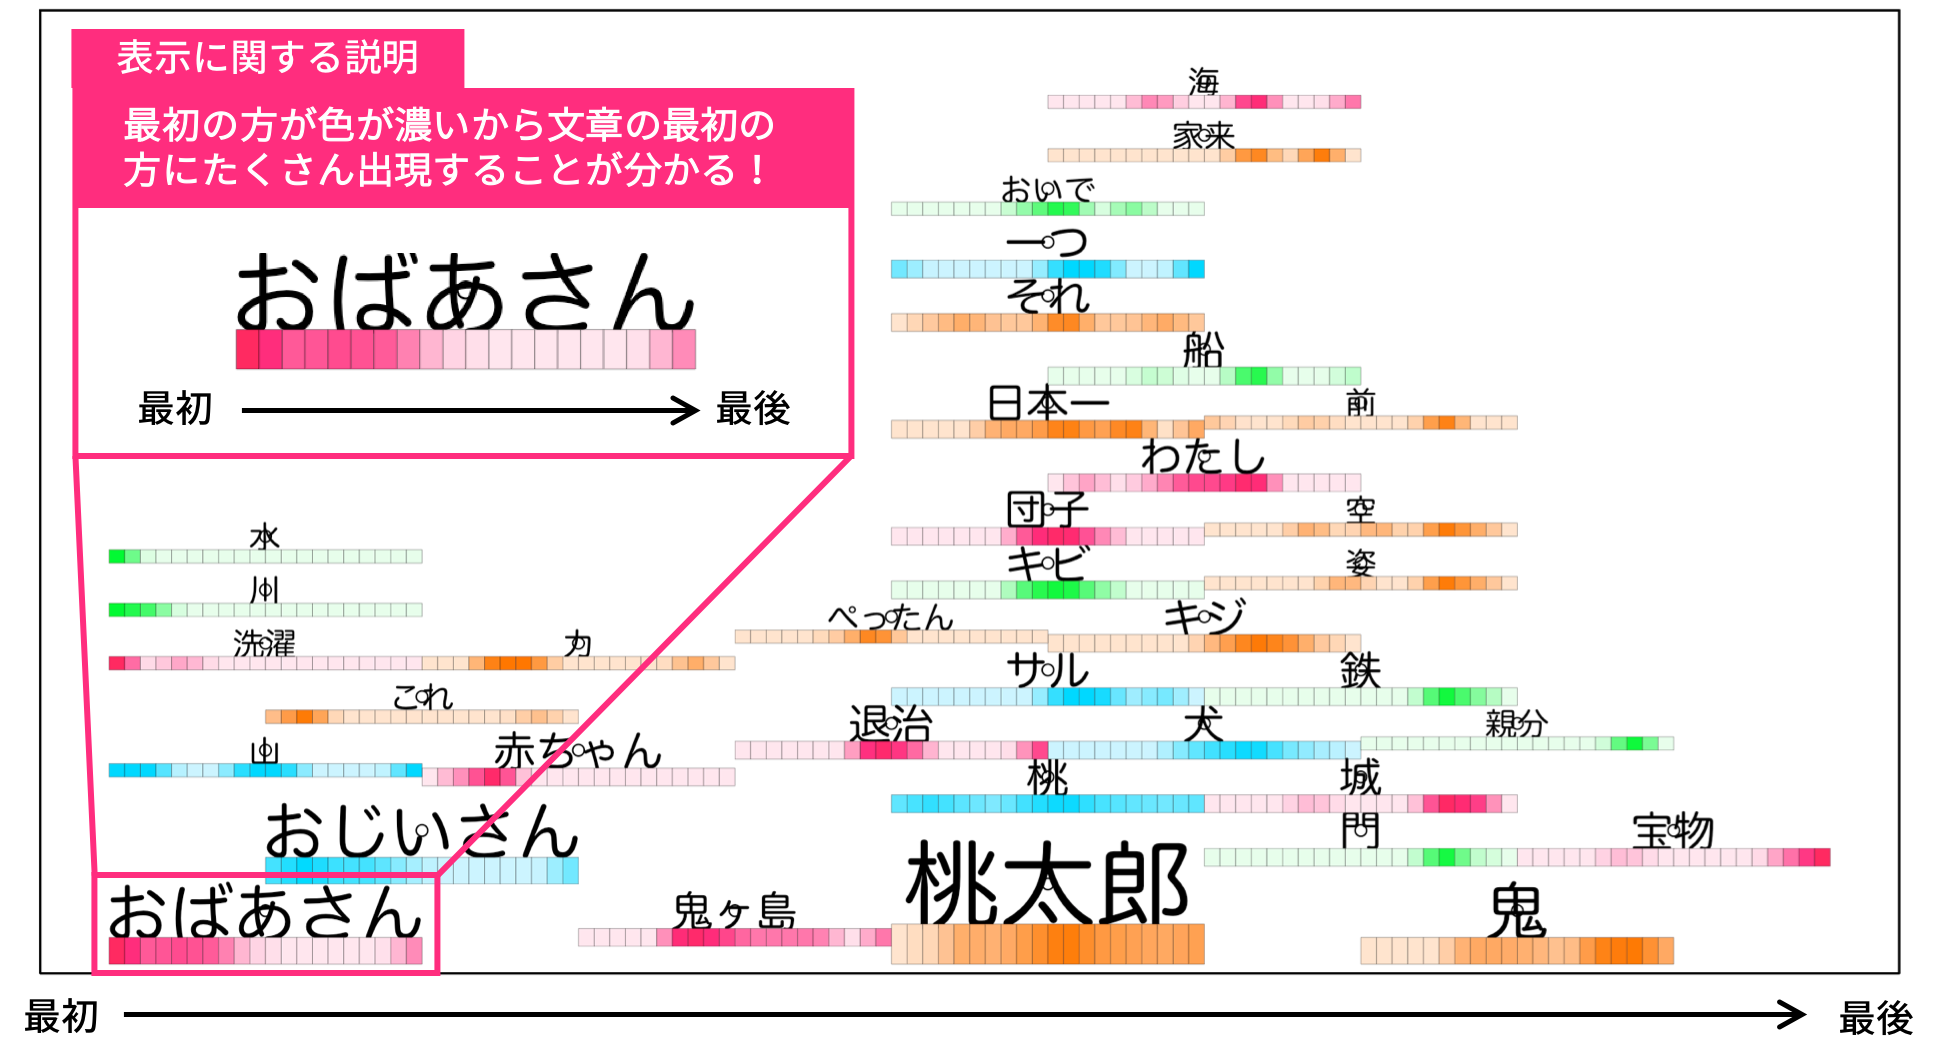 表示に関する説明
最初の方が色が濃いから文章の最初の
方にたくさん出現することが分かる！
おばあさん
最初
最後
海
家来
おいで
一つ
それ
船
日本一
前
わたし
団子
空
水
キビ
姿
川
ぺったん
キジ
洗濯
力
サル
鉄
これ
退治
犬
親分
山
赤ちゃん
桃
城
おじいさん
門
宝物
おばあさん
鬼ヶ島
桃太郎
鬼
最初
最後